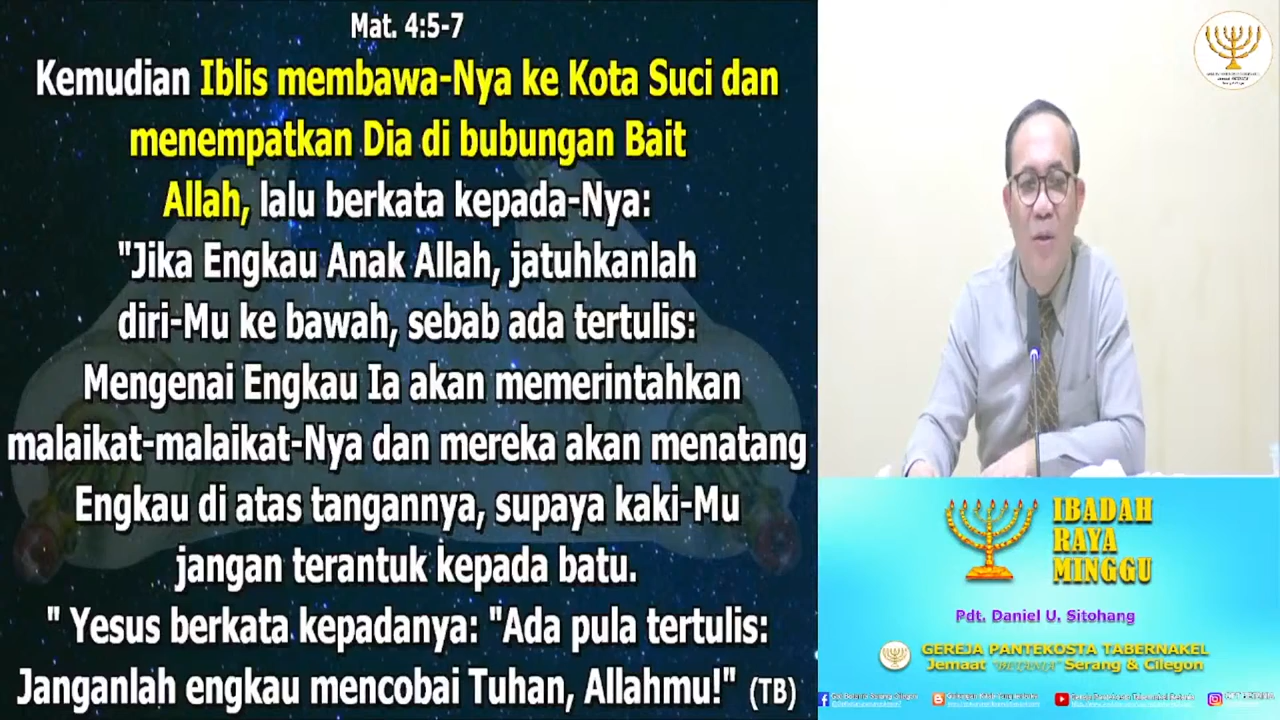 Mat. 4:5-7
Kemudian Iblis membawa-Nya ke Kota Suci dan
menempatkan Dia di bubungan Bait
Allah, lalu berkata kepada-Nya:
"Jika Engkau Anak Allah, jatuhkanlah
diri-Mu ke bawah, sebab ada tertulis:
Mengenai Engkau Ia akan memerintahkan
malaikat-malaikat-Nya dan mereka akan menatang
Engkau di atas tangannya, supaya kaki-Mu
jangan terantuk kepada batu.
" Yesus berkata kepadanya: "Ada pula tertulis:
Janganlah engkau mencobai Tuhan, Allahmu!" (TB)
IBADAH
RAYA
MINGGU
Pdt. Daniel U. Sitohang
GEREJA PANTEKOSTA TABERNAKEL
Jemaat "BETANIA" Serang & Cilegon